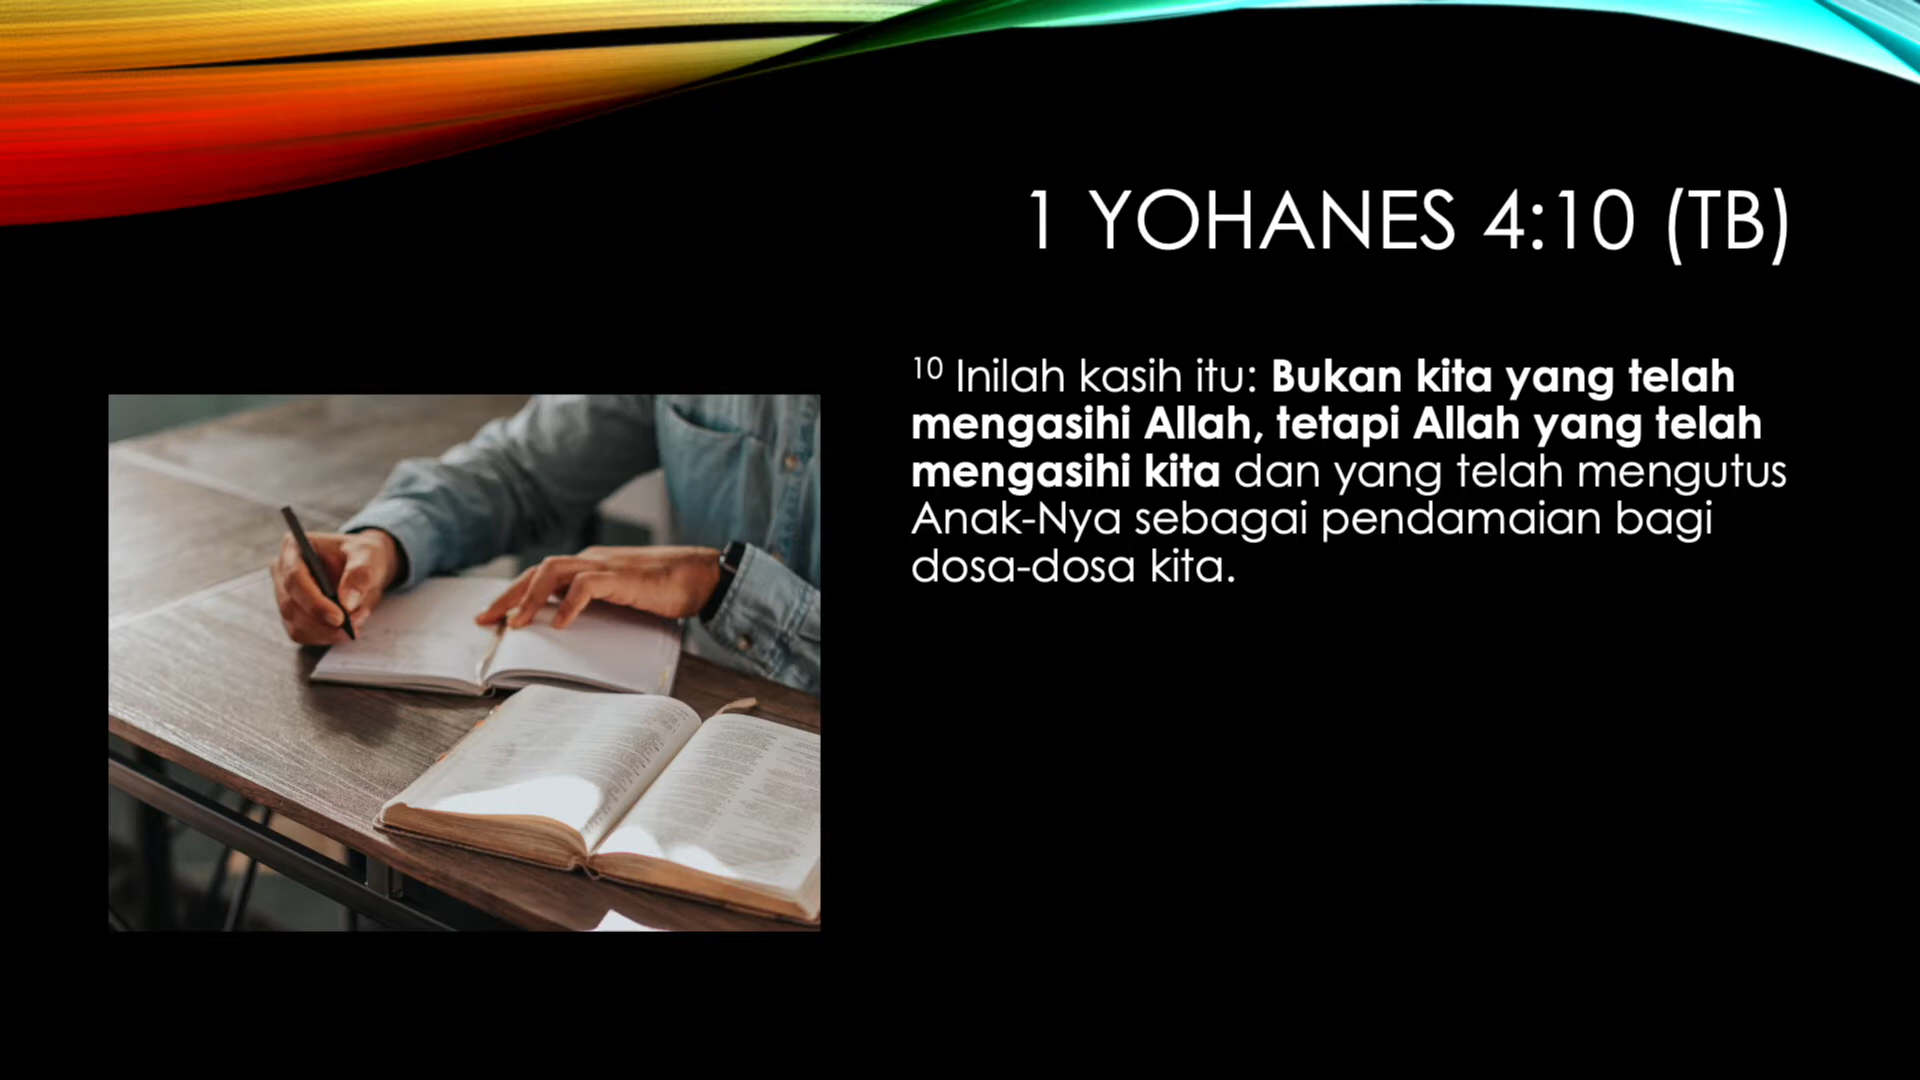 1 YOHANES 4:10 (TB)
10 Inilah kasih itu: Bukan kita yang telah
mengasihi Allah, tetapi Allah yang telah
mengasihi kita dan yang telah mengutus
Anak-Nya sebagai pendamaian bagi
dosa-dosa kita.